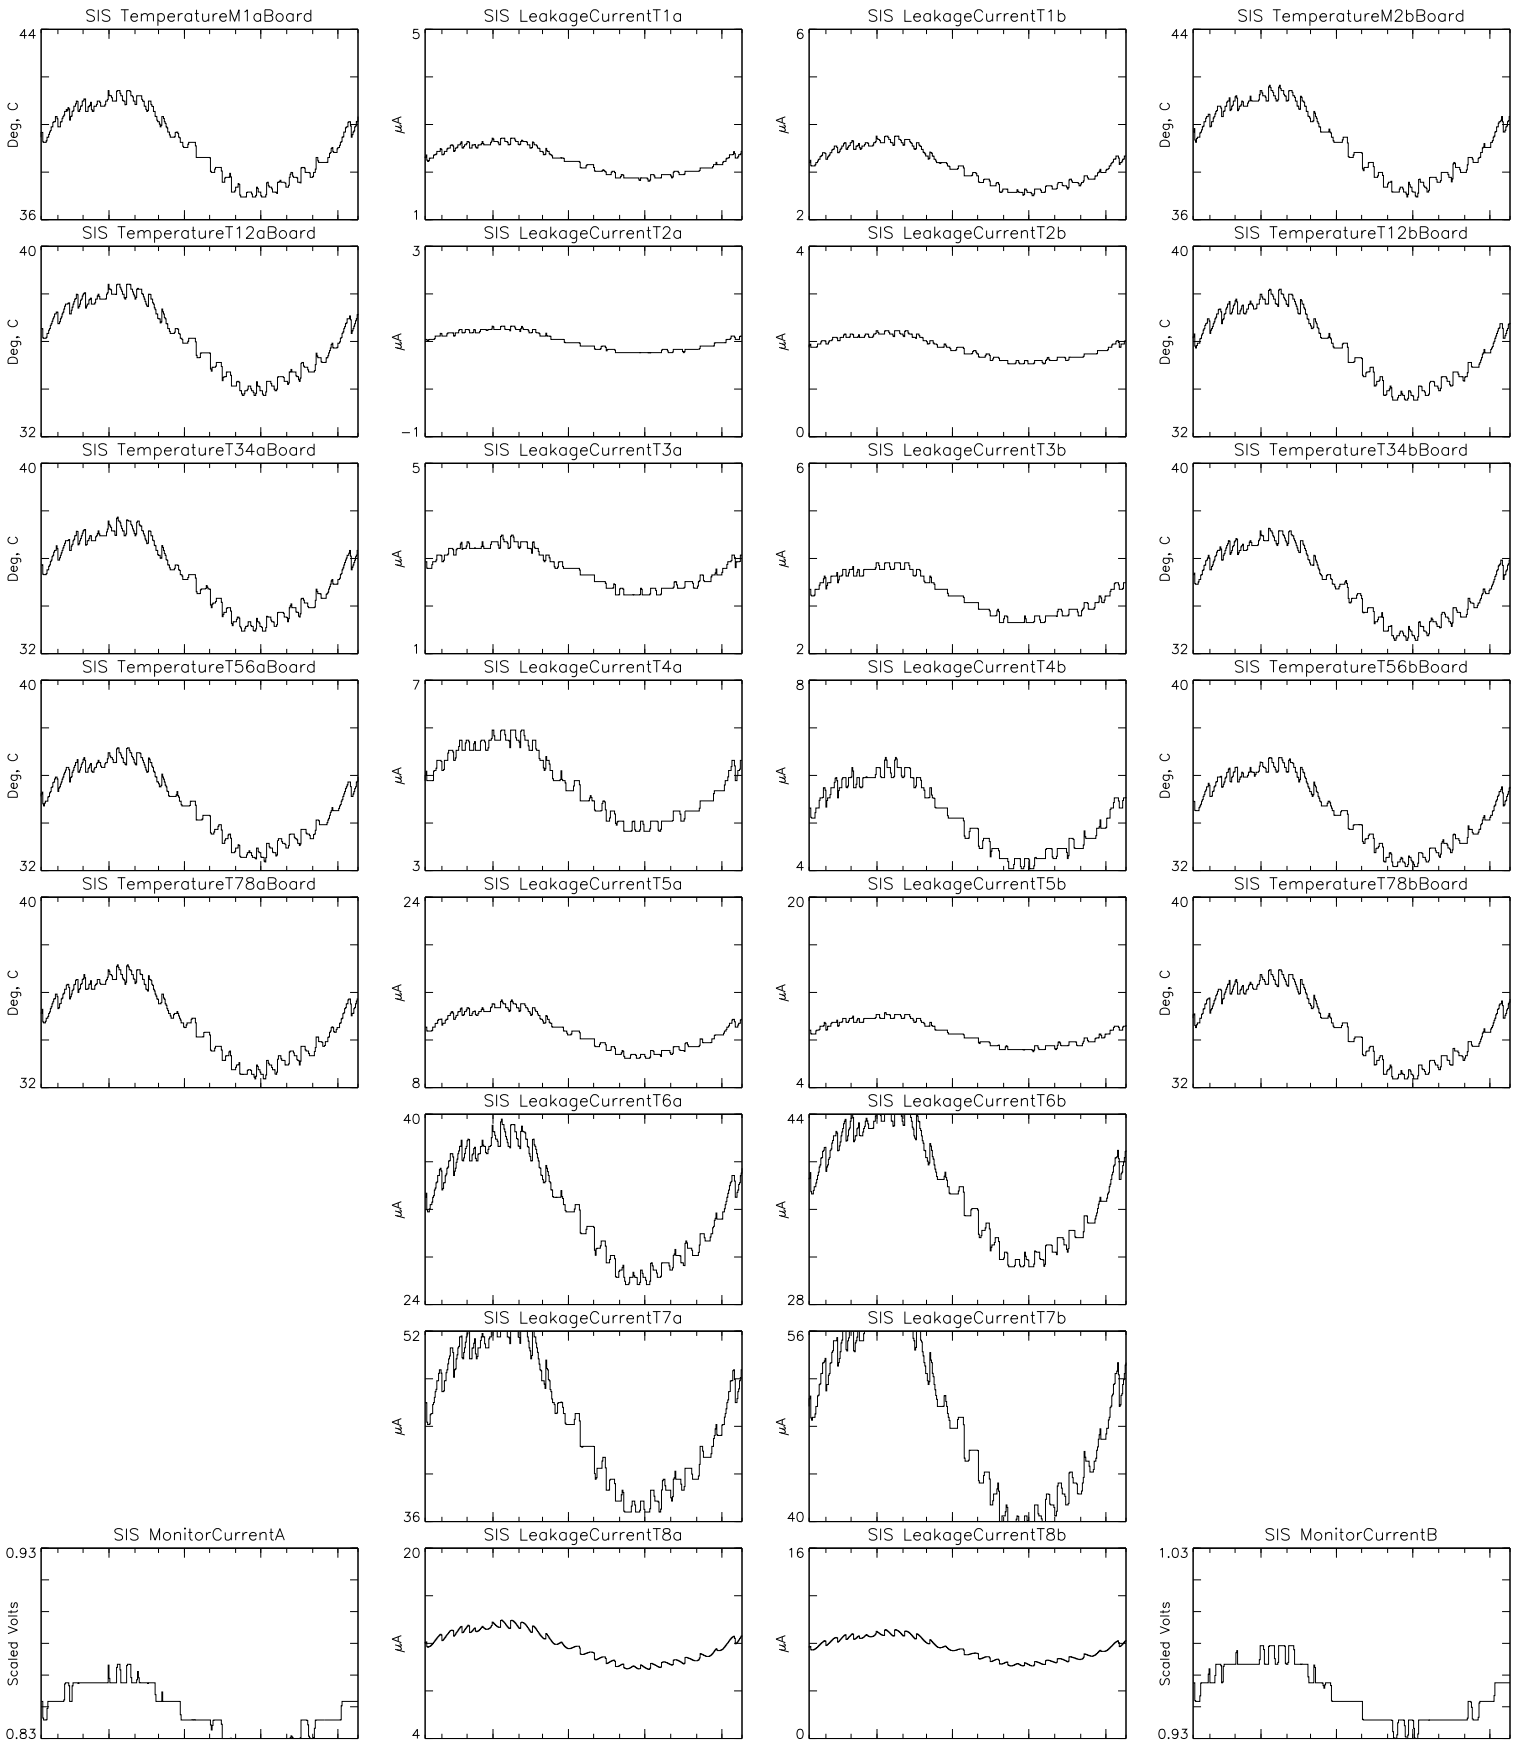 SIS TemperatureM1aBoard
SIS LeakageCurrentT1a
SIS LeakageCurrentT1b
SIS TemperatureM2bBoard
44
Deg, C
36
5
µA
1
6
µA
2
44
Deg, C
36
SIS TemperatureT12aBoard
SIS LeakageCurrentT2a
SIS LeakageCurrentT2b
SIS TemperatureT12bBoard
40
Deg, C
32
3
µA
−1
4
µA
0
40
Deg, C
32
SIS TemperatureT34aBoard
SIS LeakageCurrentT3a
SIS LeakageCurrentT3b
SIS TemperatureT34bBoard
40
Deg, C
32
5
µA
1
6
µA
2
40
Deg, C
32
SIS TemperatureT56aBoard
SIS LeakageCurrentT4a
SIS LeakageCurrentT4b
SIS TemperatureT56bBoard
40
Deg, C
32
7
µA
3
8
µA
4
40
Deg, C
32
SIS TemperatureT78aBoard
SIS LeakageCurrentT5a
SIS LeakageCurrentT5b
SIS TemperatureT78bBoard
40
Deg, C
32
24
µA
8
20
µA
4
40
Deg, C
32
SIS LeakageCurrentT6a
SIS LeakageCurrentT6b
40
µA
24
44
µA
28
SIS LeakageCurrentT7a
SIS LeakageCurrentT7b
52
µA
36
56
µA
40
SIS MonitorCurrentA
SIS LeakageCurrentT8a
SIS LeakageCurrentT8b
SIS MonitorCurrentB
0.93
Scaled Volts
0.83
20
µA
4
16
µA
0
1.03
Scaled Volts
0.93